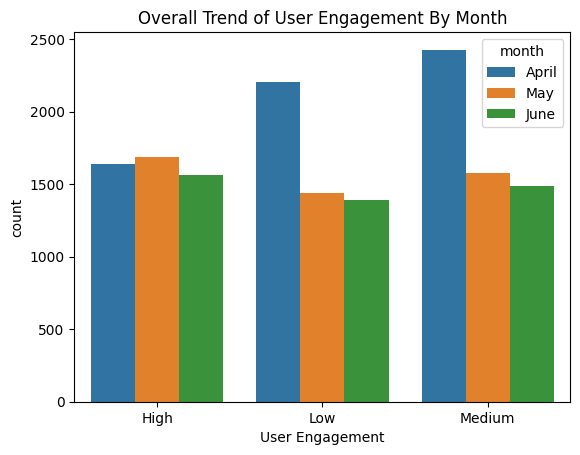 Overall Trend of User Engagement By Month
2500
2000
1500
1000
500
0
count
month
April
May
June
High
Low
Medium
User Engagement